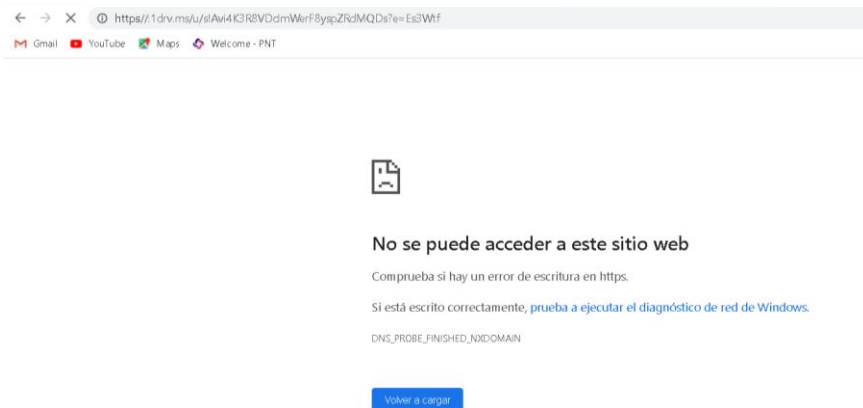 https//:1drv.ms/u/s!Avi4K3R8VDdmWerF8yspZRdMQDs?e=Es3Wtf
Gmail YouTube Maps Welcome - PNT
No se puede acceder a este sitio web
Comprueba si hay un error de escritura en https.
Si está escrito correctamente, prueba a ejecutar el diagnóstico de red de Windows.
DNS_PROBE_FINISHED_NXDOMAIN
Volver a cargar